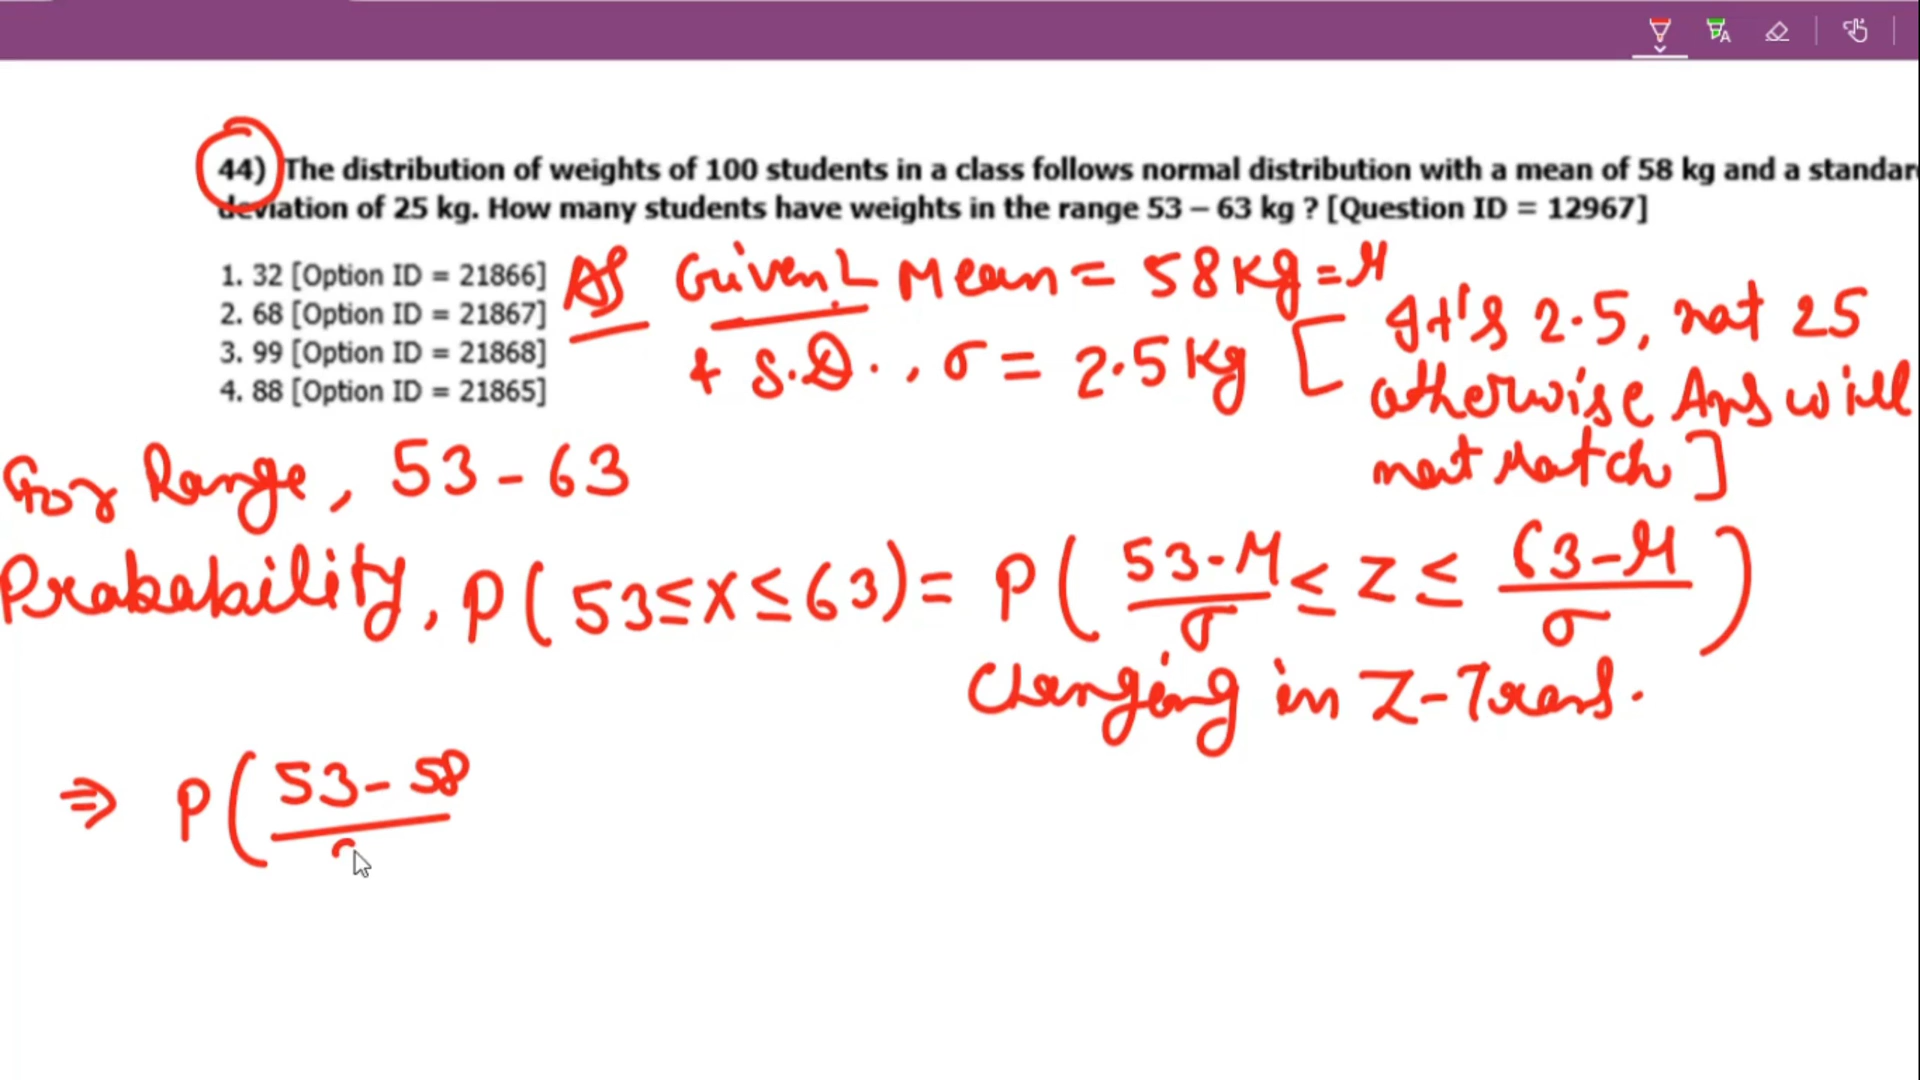 44) The distribution of weights of 100 students in a class follows normal distribution with a mean of 58 kg and a standar
deviation of 25 kg. How many students have weights in the range 53 – 63 kg ? [Question ID = 12967]
1. 32 [Option ID = 21866]
2. 68 [Option ID = 21867]
3. 99 [Option ID = 21868]
4. 88 [Option ID = 21865]
AS Given:- Mean = 58 Kg = μ
+ S.D., σ = 2.5 Kg [ It's 2.5, not 25
otherwise Ans will
not Match ]
For Range, 53 - 63
Probability, P( 53 ≤ x ≤ 63) = P( 53-μ/σ ≤ Z ≤ 63-μ/σ )
Changing in Z-Trans.
⇒ P( 53-58/